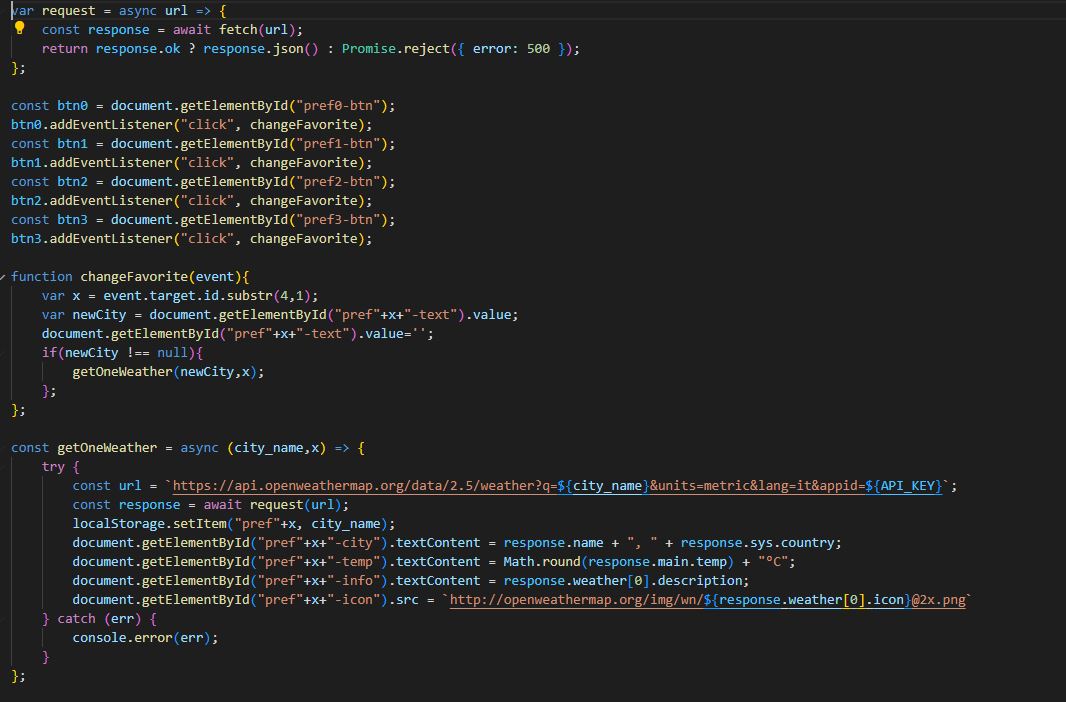 var request = async url => {
    const response = await fetch(url);
    return response.ok ? response.json() : Promise.reject({ error: 500 });
};

const btn0 = document.getElementById("pref0-btn");
btn0.addEventListener("click", changeFavorite);
const btn1 = document.getElementById("pref1-btn");
btn1.addEventListener("click", changeFavorite);
const btn2 = document.getElementById("pref2-btn");
btn2.addEventListener("click", changeFavorite);
const btn3 = document.getElementById("pref3-btn");
btn3.addEventListener("click", changeFavorite);

function changeFavorite(event){
    var x = event.target.id.substr(4,1);
    var newCity = document.getElementById("pref"+x+"-text").value;
    document.getElementById("pref"+x+"-text").value='';
    if(newCity !== null){
        getOneWeather(newCity,x);
    };
};

const getOneWeather = async (city_name,x) => {
    try {
        const url = `https://api.openweathermap.org/data/2.5/weather?q=${city_name}&units=metric&lang=it&appid=${API_KEY}`;
        const response = await request(url);
        localStorage.setItem("pref"+x, city_name);
        document.getElementById("pref"+x+"-city").textContent = response.name + ", " + response.sys.country;
        document.getElementById("pref"+x+"-temp").textContent = Math.round(response.main.temp) + "°C";
        document.getElementById("pref"+x+"-info").textContent = response.weather[0].description;
        document.getElementById("pref"+x+"-icon").src = `http://openweathermap.org/img/wn/${response.weather[0].icon}@2x.png`
    } catch (err) {
        console.error(err);
    }
};